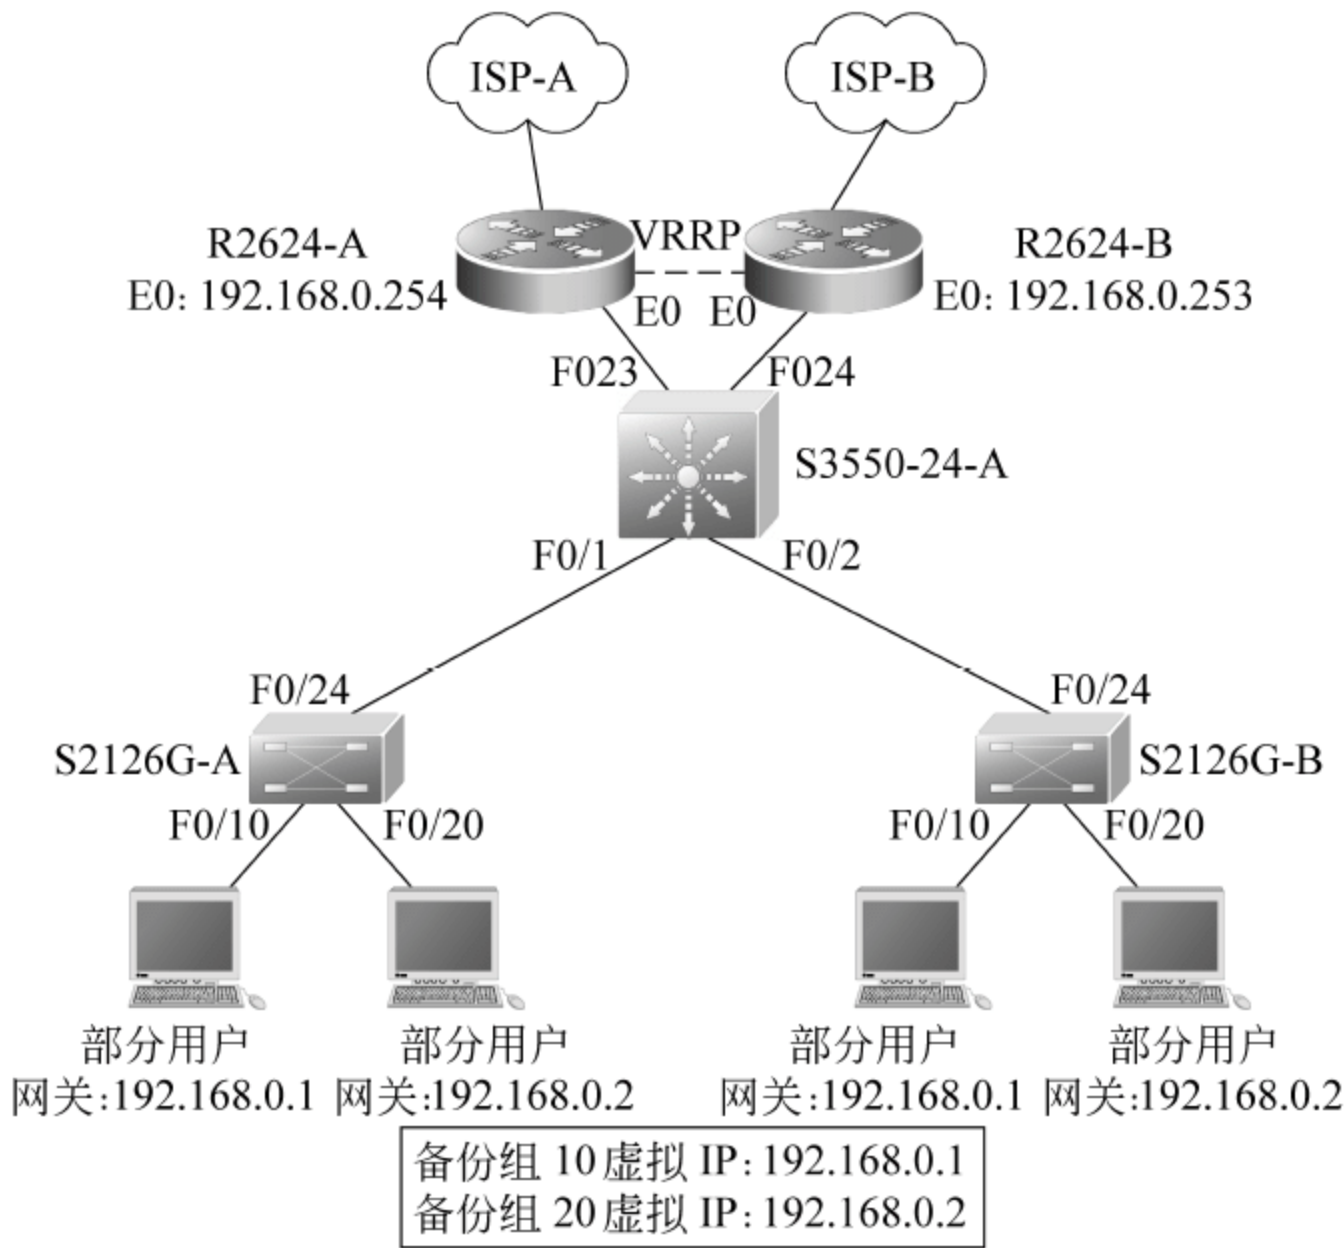 ISP-A
ISP-B
R2624-A
E0: 192.168.0.254
VRRP
R2624-B
E0: 192.168.0.253
E0
E0
F023
F024
S3550-24-A
F0/1
F0/2
F0/24
F0/24
S2126G-A
S2126G-B
F0/10
F0/20
F0/10
F0/20
部分用户
网关:192.168.0.1
部分用户
网关:192.168.0.2
部分用户
网关:192.168.0.1
部分用户
网关:192.168.0.2
备份组 10 虚拟 IP: 192.168.0.1
备份组 20 虚拟 IP: 192.168.0.2